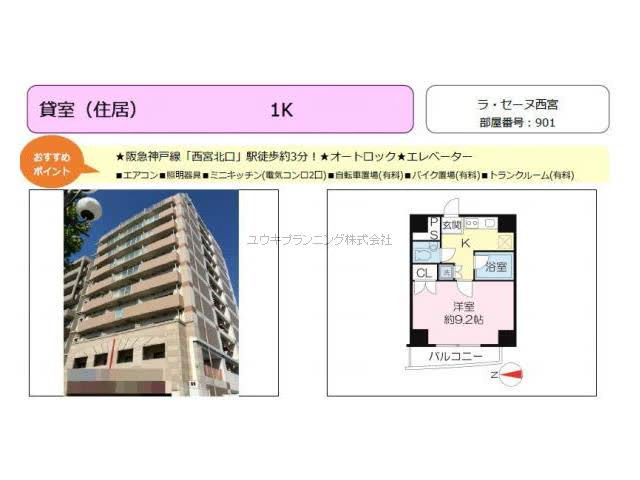 貸室（住居）
1K
ラ・セーヌ西宮
部屋番号：901
おすすめ
ポイント
★阪急神戸線「西宮北口」駅徒歩約3分！★オートロック★エレベーター
■エアコン■照明器具■ミニキッチン(電気コンロ2口)■自転車置場(有料)■バイク置場(有料)■トランクルーム(有料)
ユウキプランニング株式会社
P
S
玄関
K
浴室
CL
洗
洋室
約9.2帖
バルコニー
N